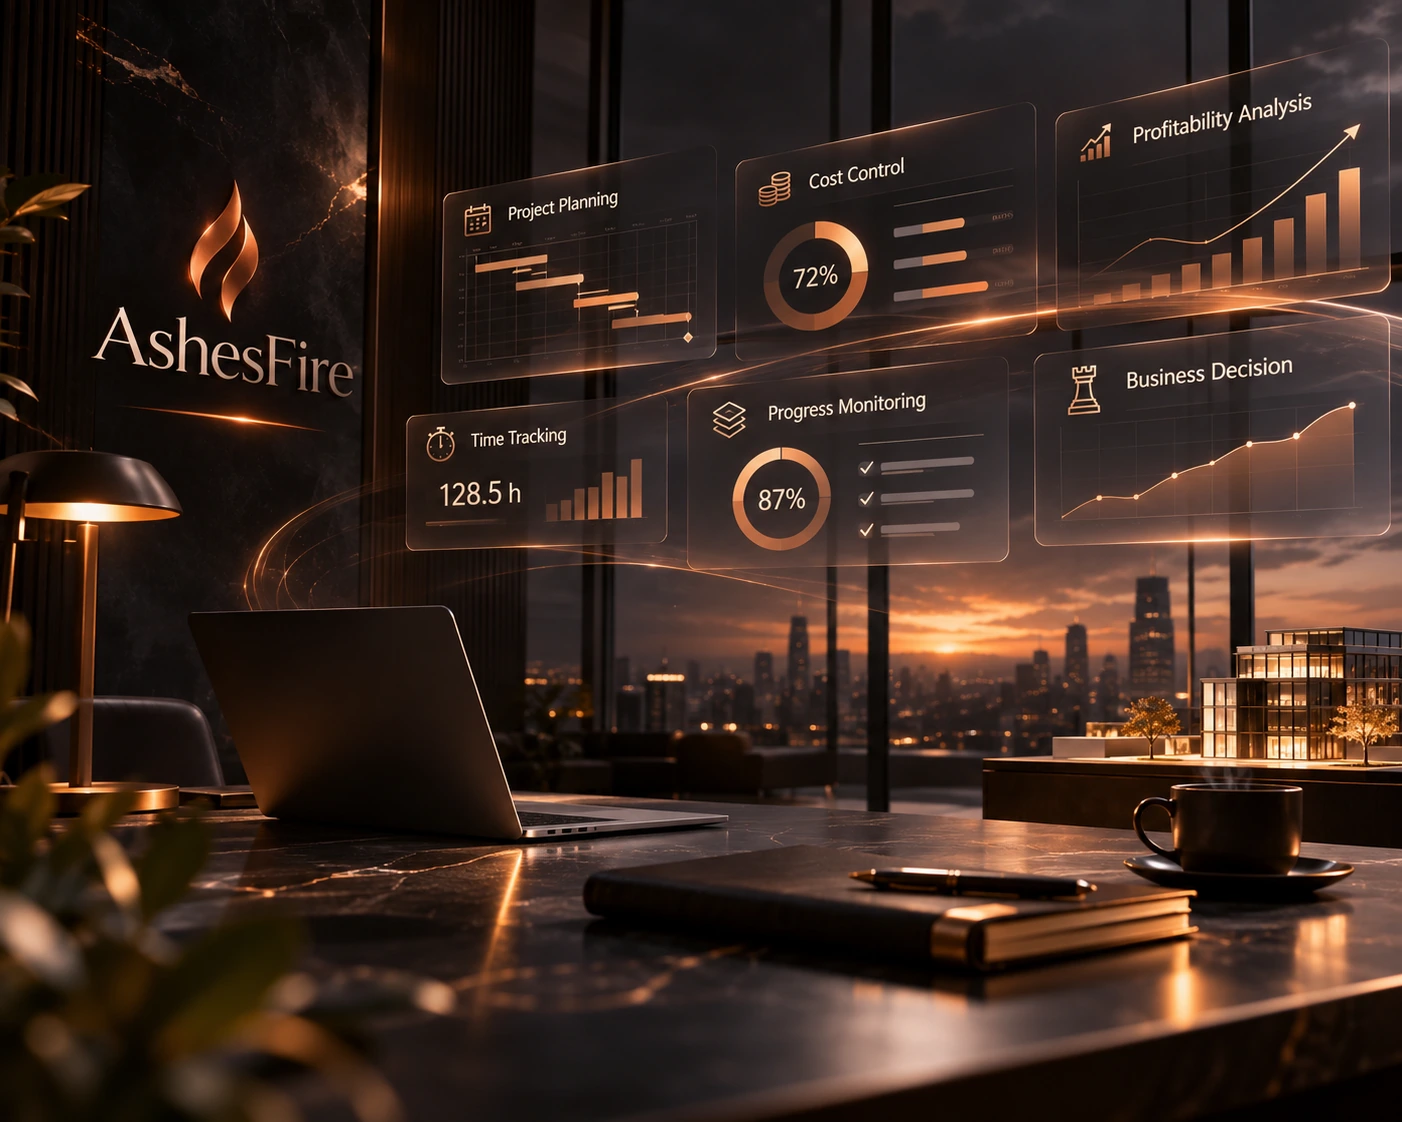 AshesFire
Project Planning
Cost Control
72%
Profitability Analysis
Time Tracking
128.5 h
Progress Monitoring
87%
Business Decision